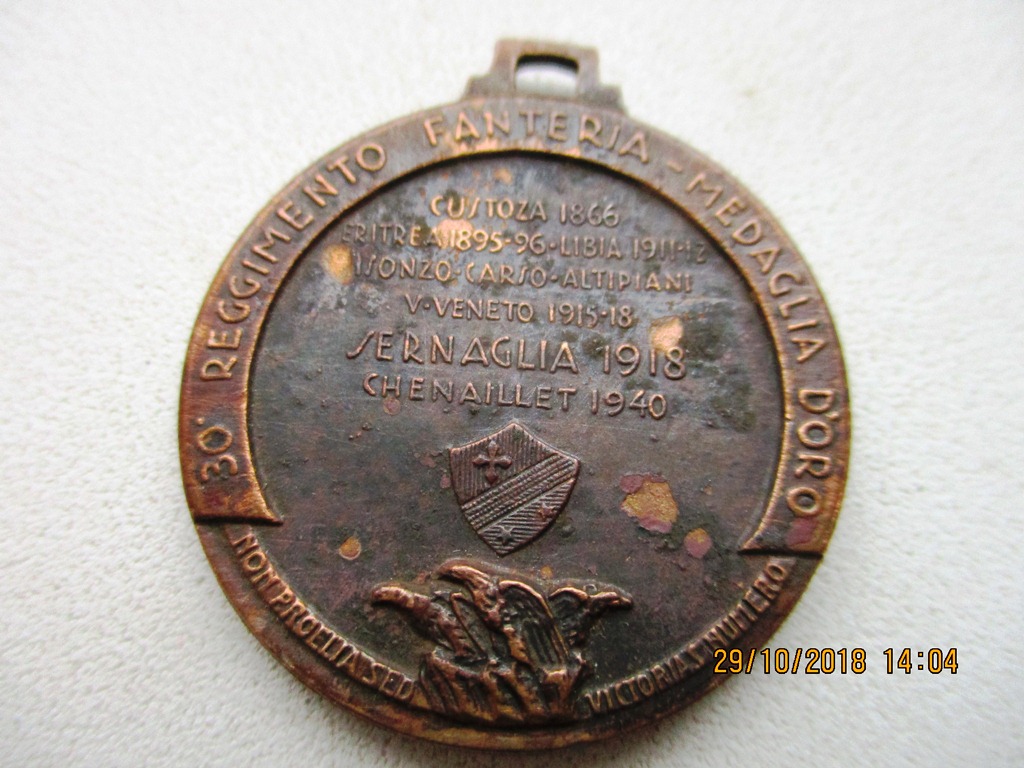 30° REGGIMENTO FANTERIA - MEDAGLIA D'ORO
CUSTOZA 1866
ERITREA 1895-96-LIBIA 1911-12
ISONZO-CARSO-ALTIPIANI
V-VENETO 1915-18
SERNAGLIA 1918
CHENAILLET 1940
NON PROELIA SED VICTORIAS NUMERO
29/10/2018 14:04